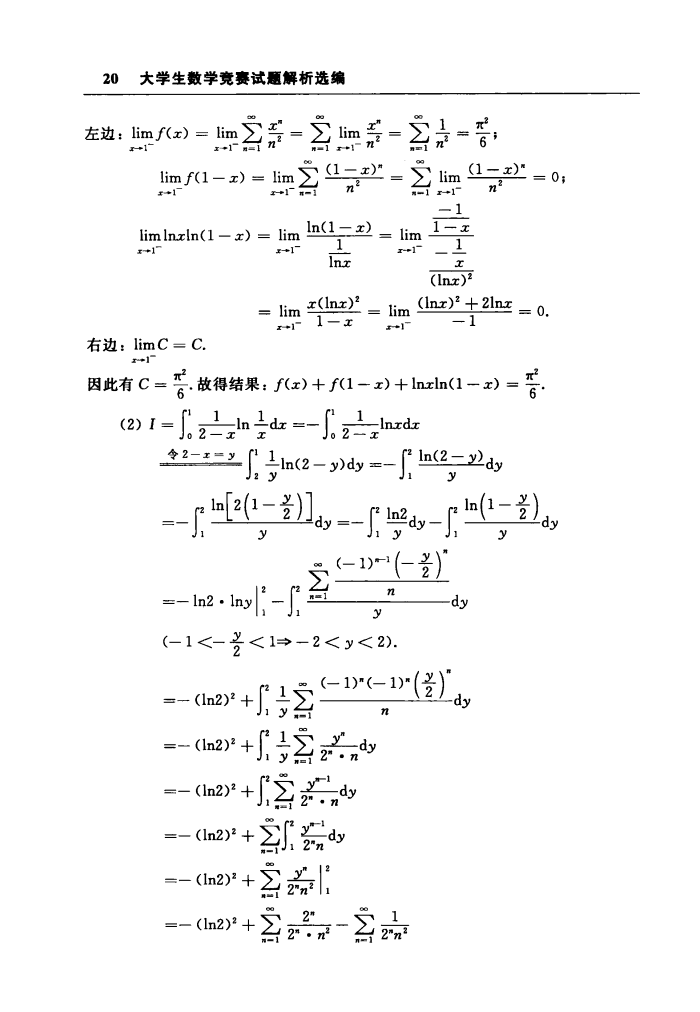 20 大学生数学竞赛试题解析选编
左边：$\lim_{x\to1^-} f(x) = \lim_{x\to1^-}\sum_{n=1}^{\infty}\frac{x^n}{n^2} = \sum_{n=1}^{\infty}\lim_{x\to1^-}\frac{x^n}{n^2} = \sum_{n=1}^{\infty}\frac{1}{n^2} = \frac{\pi^2}{6}$；
$\lim_{x\to1^-} f(1-x) = \lim_{x\to1^-}\sum_{n=1}^{\infty}\frac{(1-x)^n}{n^2} = \sum_{n=1}^{\infty}\lim_{x\to1^-}\frac{(1-x)^n}{n^2} = 0$；
$\lim_{x\to1^-}\ln x\ln(1-x) = \lim_{x\to1^-}\frac{\ln(1-x)}{\frac{1}{\ln x}} = \lim_{x\to1^-}\frac{\frac{-1}{1-x}}{-\frac{\frac{1}{x}}{(\ln x)^2}}$
$= \lim_{x\to1^-}\frac{x(\ln x)^2}{1-x} = \lim_{x\to1^-}\frac{(\ln x)^2+2\ln x}{-1} = 0.$
右边：$\lim_{x\to1^-} C = C.$
因此有 $C = \frac{\pi^2}{6}$. 故得结果：$f(x)+f(1-x)+\ln x\ln(1-x) = \frac{\pi^2}{6}.$
(2) $I = \int_0^1\frac{1}{2-x}\ln\frac{1}{x}dx = -\int_0^1\frac{1}{2-x}\ln xdx$
$\xlongequal{令 2-x=y}\int_2^1\frac{1}{y}\ln(2-y)dy = -\int_1^2\frac{\ln(2-y)}{y}dy$
$= -\int_1^2\frac{\ln\left[2\left(1-\frac{y}{2}\right)\right]}{y}dy = -\int_1^2\frac{\ln2}{y}dy - \int_1^2\frac{\ln\left(1-\frac{y}{2}\right)}{y}dy$
$= -\ln2\cdot\ln y\Big|_1^2 - \int_1^2\frac{\sum_{n=1}^{\infty}\frac{(-1)^{n-1}\left(-\frac{y}{2}\right)^n}{n}}{y}dy$
$(-1<-\frac{y}{2}<1\Rightarrow-2<y<2).$
$= -(\ln2)^2 + \int_1^2\frac{1}{y}\sum_{n=1}^{\infty}\frac{(-1)^n(-1)^n\left(\frac{y}{2}\right)^n}{n}dy$
$= -(\ln2)^2 + \int_1^2\frac{1}{y}\sum_{n=1}^{\infty}\frac{y^n}{2^n\cdot n}dy$
$= -(\ln2)^2 + \int_1^2\sum_{n=1}^{\infty}\frac{y^{n-1}}{2^n\cdot n}dy$
$= -(\ln2)^2 + \sum_{n=1}^{\infty}\int_1^2\frac{y^{n-1}}{2^n n}dy$
$= -(\ln2)^2 + \sum_{n=1}^{\infty}\frac{y^n}{2^n n^2}\Big|_1^2$
$= -(\ln2)^2 + \sum_{n=1}^{\infty}\frac{2^n}{2^n\cdot n^2} - \sum_{n=1}^{\infty}\frac{1}{2^n n^2}$